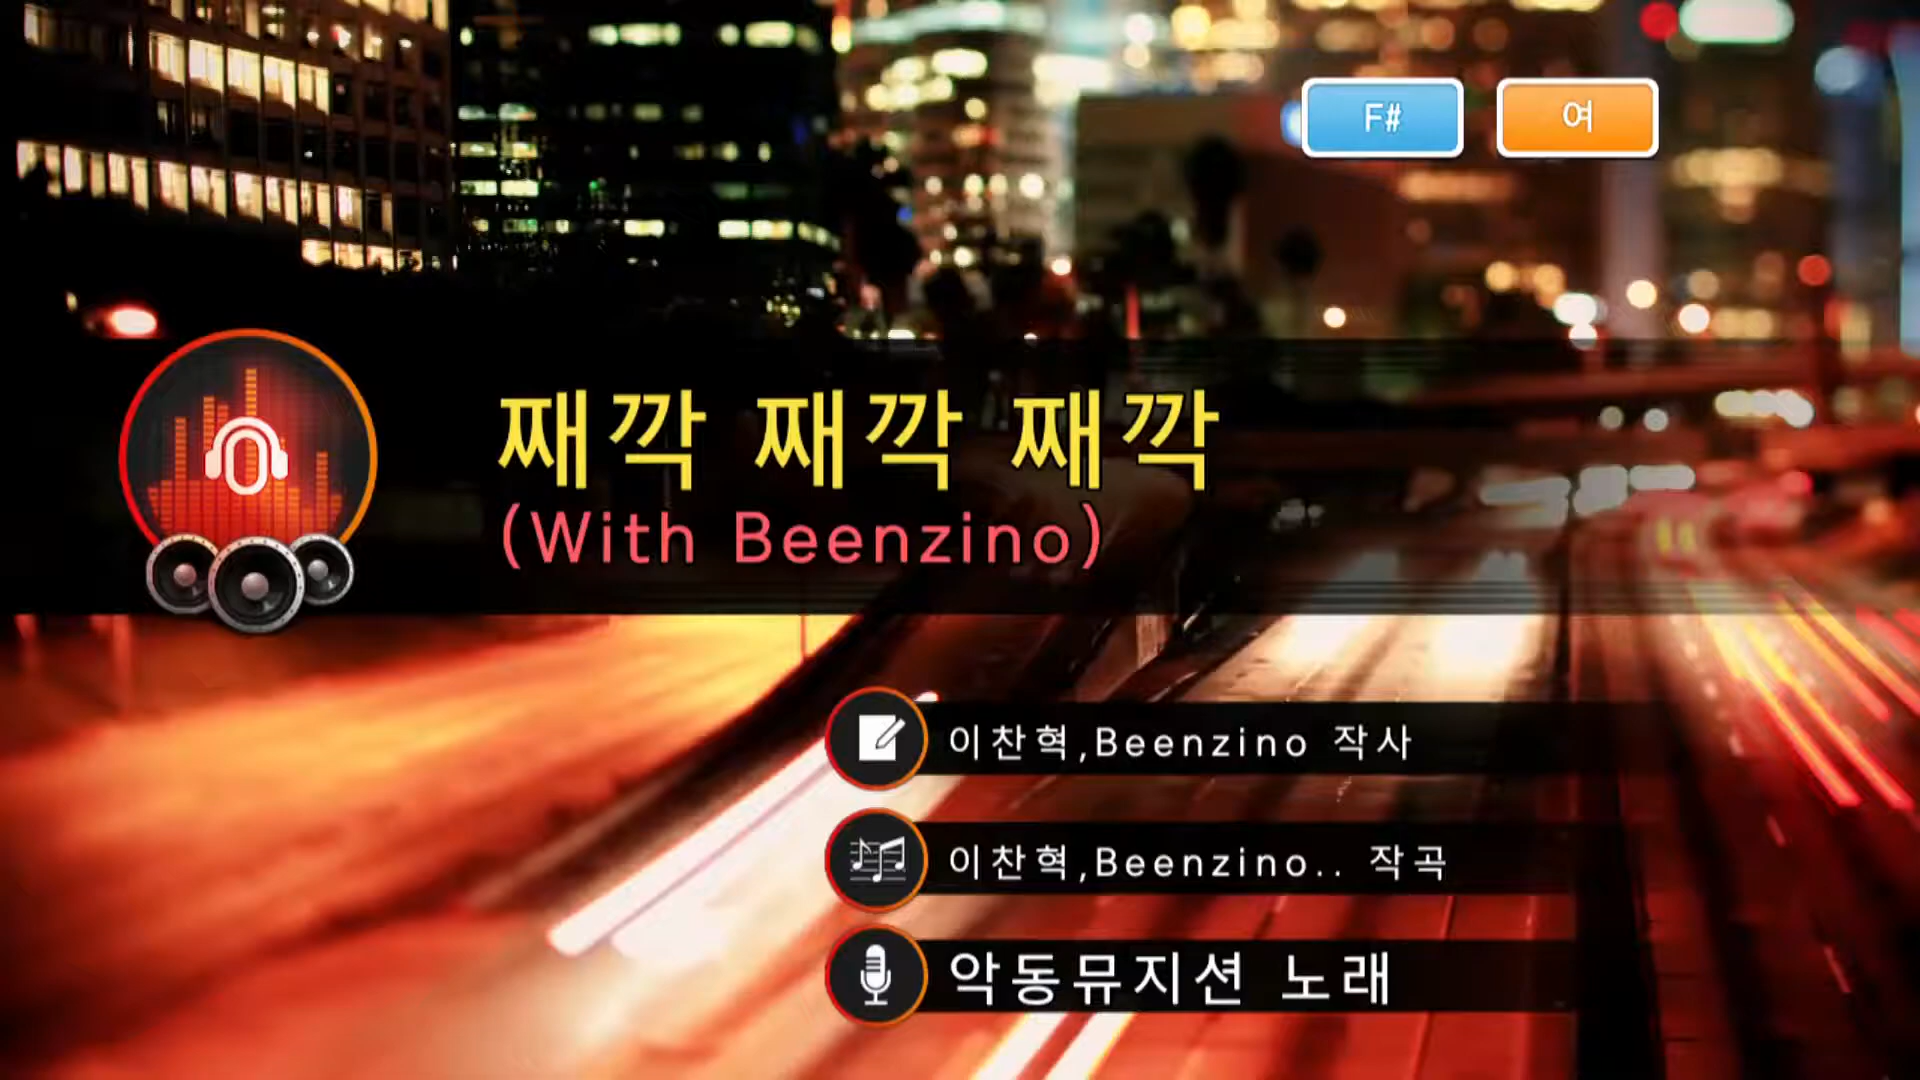 F#
여
째깍 째깍 째깍
(With Beenzino)
이찬혁,Beenzino 작사
이찬혁,Beenzino.. 작곡
악동뮤지션 노래